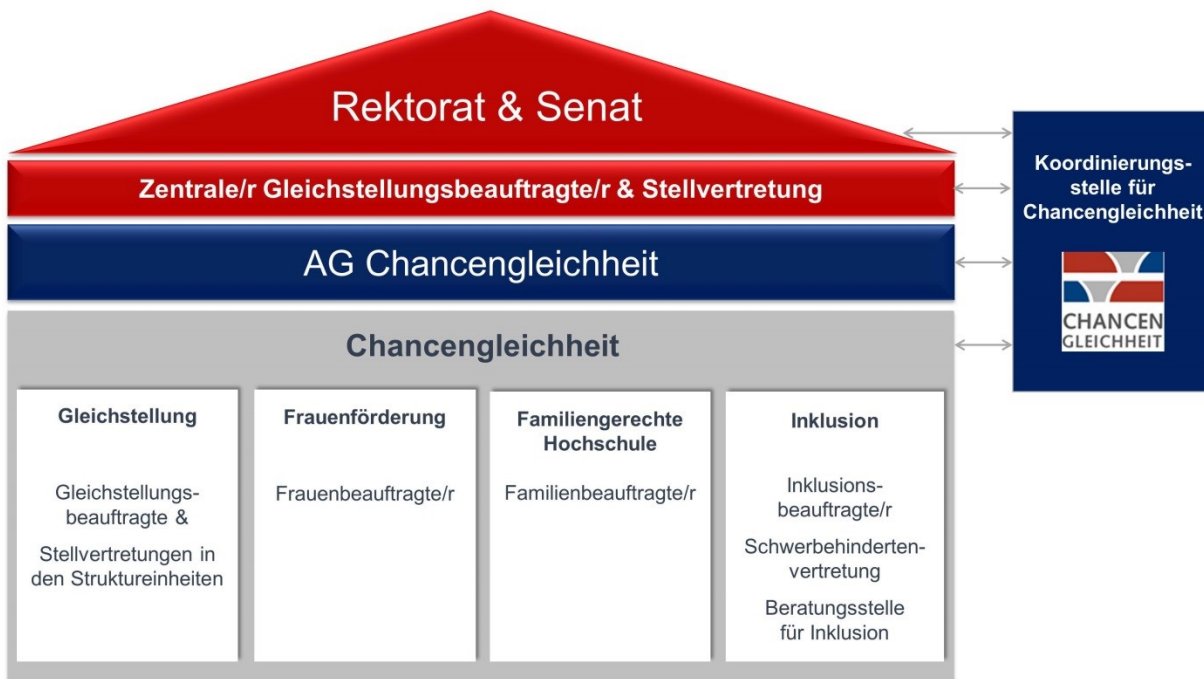 Rektorat & Senat
Zentrale/r Gleichstellungsbeauftragte/r & Stellvertretung
AG Chancengleichheit
Chancengleichheit
Gleichstellung
Gleichstellungs-
beauftragte &
Stellvertretungen in
den Struktureinheiten
Frauenförderung
Frauenbeauftragte/r
Familiengerechte
Hochschule
Familienbeauftragte/r
Inklusion
Inklusions-
beauftragte/r
Schwerbehinderten-
vertretung
Beratungsstelle
für Inklusion
Koordinierungs-
stelle für
Chancengleichheit
CHANCEN
GLEICHHEIT